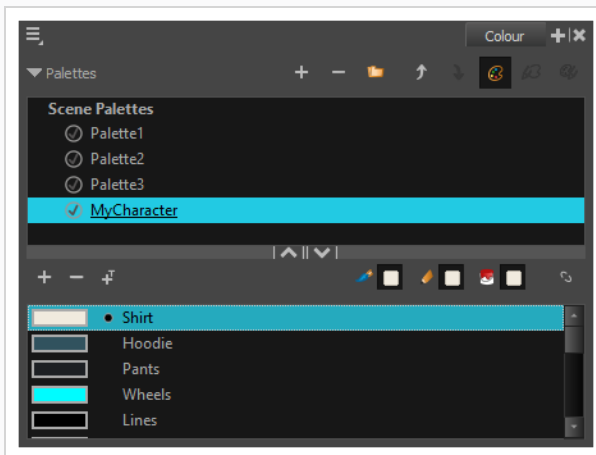 Colour
Palettes
Scene Palettes
Palette1
Palette2
Palette3
MyCharacter
Shirt
Hoodie
Pants
Wheels
Lines